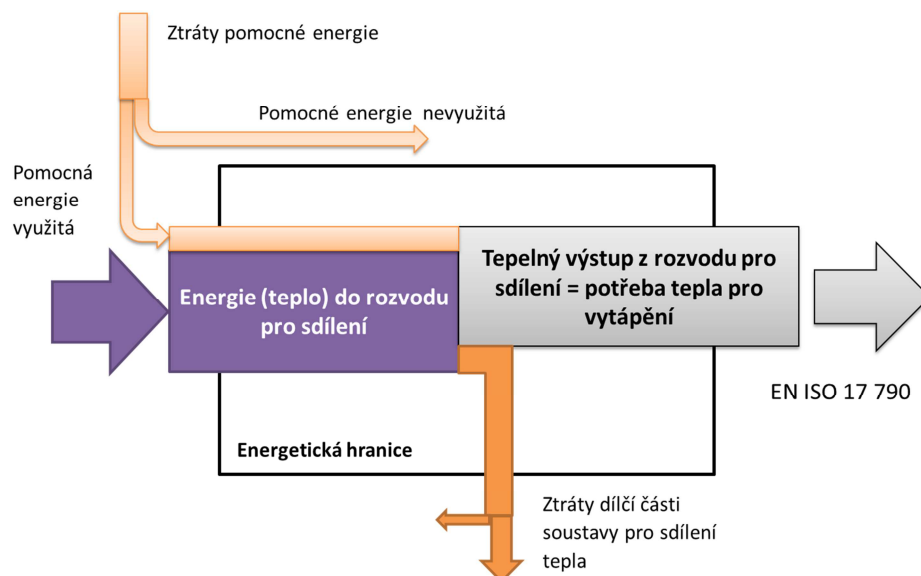 Ztráty pomocné energie
Pomocné energie nevyužitá
Pomocná
energie
využitá
Energie (teplo) do rozvodu
pro sdílení
Tepelný výstup z rozvodu pro
sdílení = potřeba tepla pro
vytápění
EN ISO 17 790
Energetická hranice
Ztráty dílčí části
soustavy pro sdílení
tepla